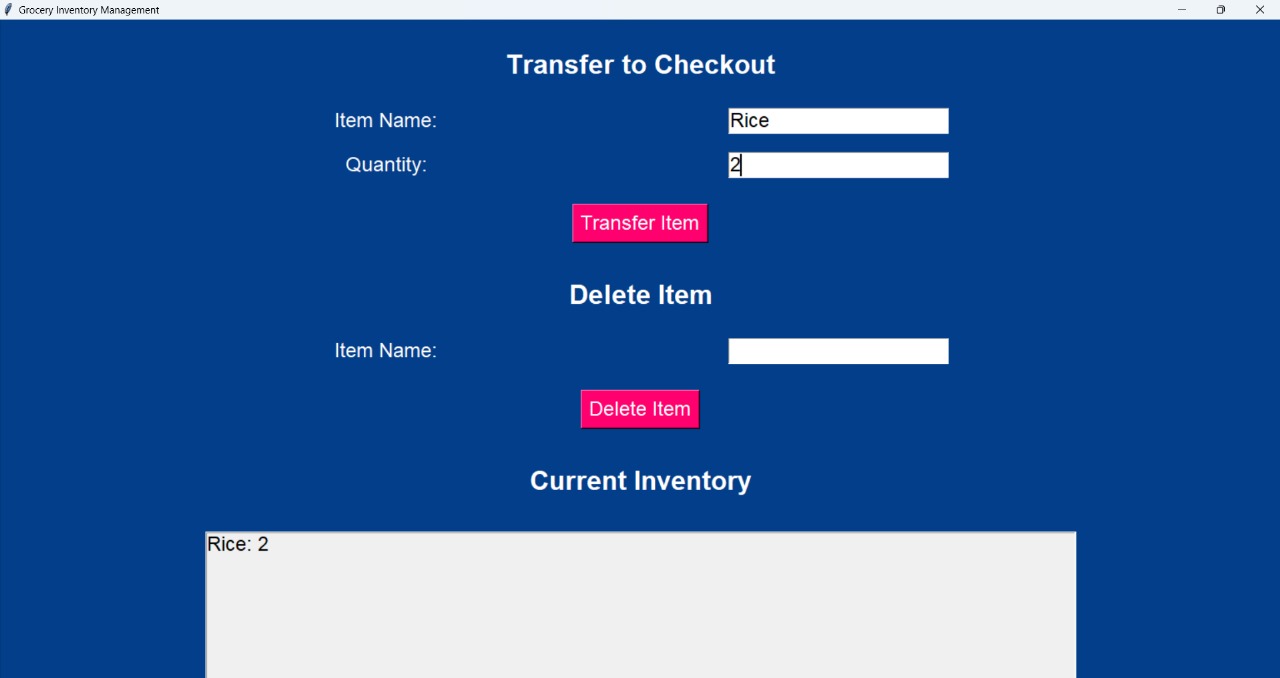 Grocery Inventory Management
Transfer to Checkout
Item Name: Rice
Quantity: 2
Transfer Item
Delete Item
Item Name:
Delete Item
Current Inventory
Rice: 2